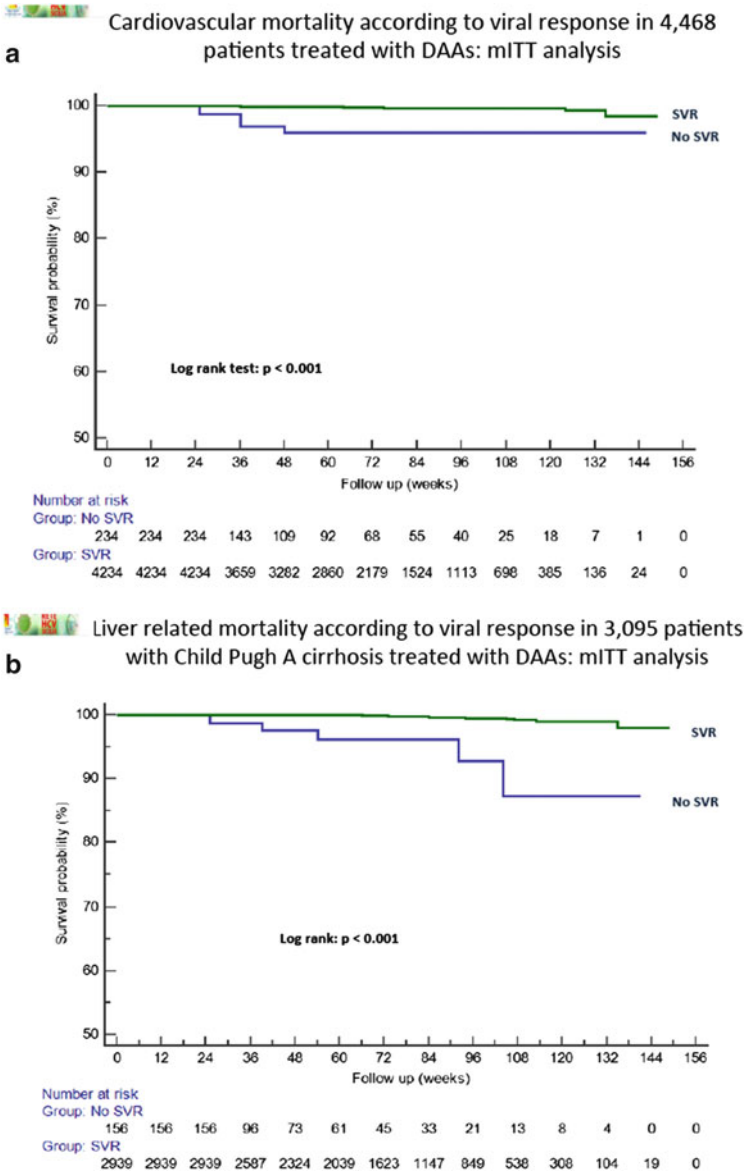 Cardiovascular mortality according to viral response in 4,468
patients treated with DAAs: mITT analysis
a
100
90
80
70
60
50
Survival probability (%)
SVR
No SVR
Log rank test: p < 0.001
0 12 24 36 48 60 72 84 96 108 120 132 144 156
Follow up (weeks)
Number at risk
Group: No SVR
234 234 234 143 109 92 68 55 40 25 18 7 1 0
Group: SVR
4234 4234 4234 3659 3282 2860 2179 1524 1113 698 385 136 24 0
Liver related mortality according to viral response in 3,095 patients
with Child Pugh A cirrhosis treated with DAAs: mITT analysis
b
100
90
80
70
60
50
Survival probability (%)
SVR
No SVR
Log rank: p < 0.001
0 12 24 36 48 60 72 84 96 108 120 132 144 156
Follow up (weeks)
Number at risk
Group: No SVR
156 156 156 96 73 61 45 33 21 13 8 4 0 0
Group: SVR
2939 2939 2939 2587 2324 2039 1623 1147 849 538 308 104 19 0